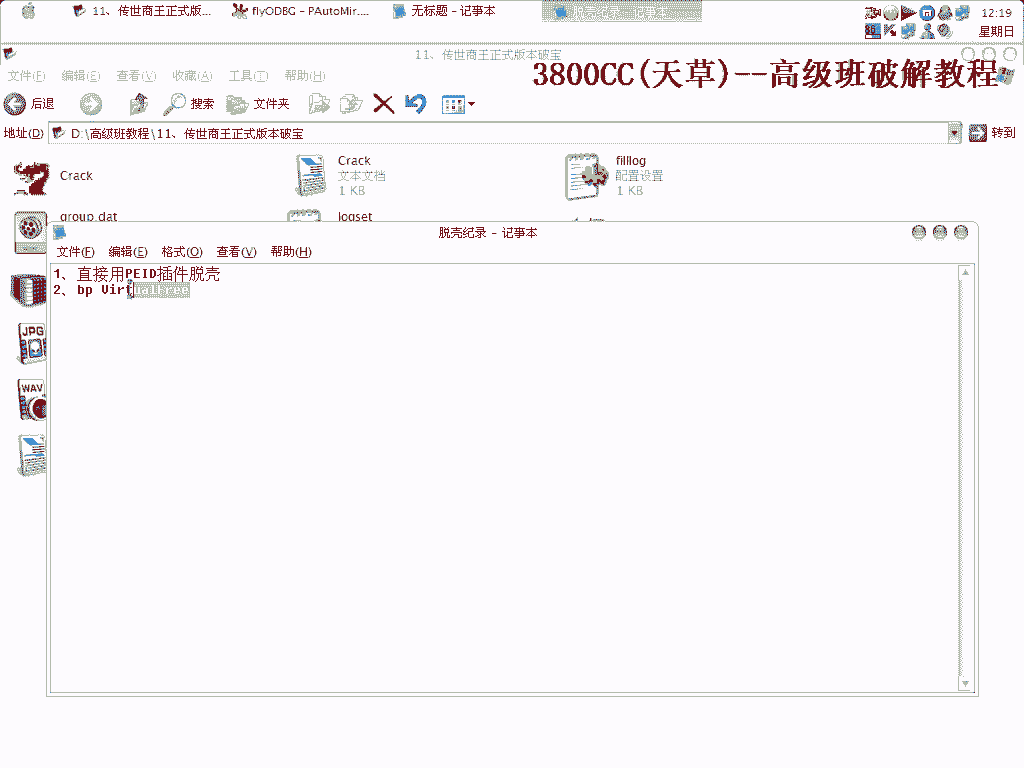 11、传世商王正式版...
flyODBG - PAutoMir....
无标题 - 记事本
脱壳纪录 - 记事本
12:19
星期日
11、传世商王正式版本破宝
3800CC(天草)--高级班破解教程
文件(F) 编辑(E) 查看(V) 收藏(A) 工具(T) 帮助(H)
后退 搜索 文件夹
地址(D) D:\高级班教程\11、传世商王正式版本破宝 转到
Crack
Crack
文本文档
1 KB
filllog
配置设置
1 KB
group.dat
logset
脱壳纪录 - 记事本
文件(F) 编辑(E) 格式(O) 查看(V) 帮助(H)
1、直接用PEID插件脱壳
2、bp VirtualFree
JPG
WAV